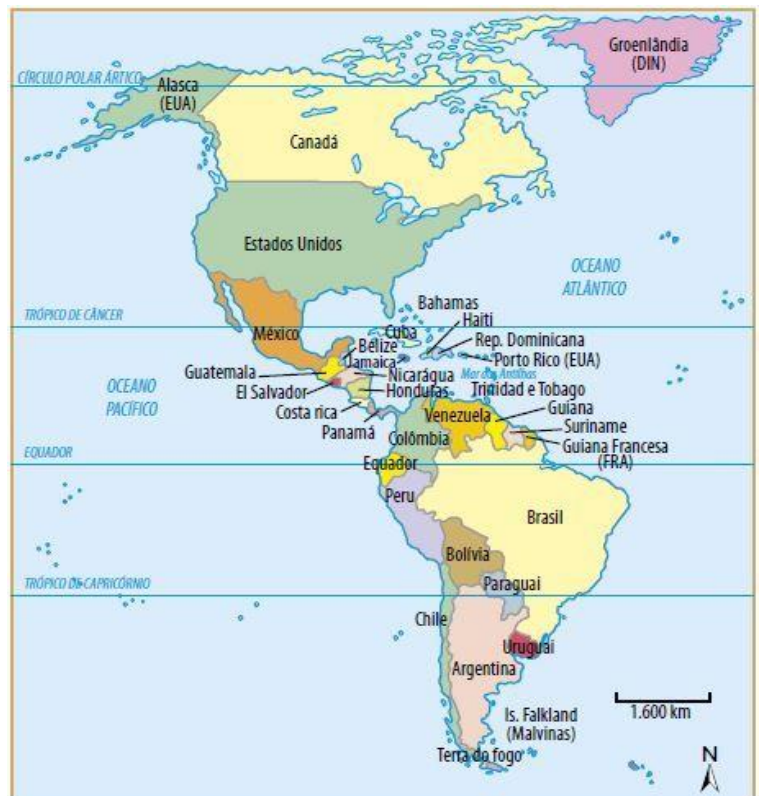 Groenlândia
(DIN)
CÍRCULO POLAR ÁRTICO
Alasca
(EUA)
Canadá
Estados Unidos
OCEANO
ATLÂNTICO
Bahamas
TRÓPICO DE CÂNCER
Haiti
México
Cuba
Rep. Dominicana
Belize
Porto Rico (EUA)
Jamaica
Mar das Antilhas
Guatemala
Nicarágua
OCEANO
PACÍFICO
El Salvador
Honduras
Trinidad e Tobago
Costa rica
Venezuela
Guiana
Panamá
Suriname
Colômbia
Guiana Francesa
(FRA)
EQUADOR
Equador
Peru
Brasil
Bolívia
TRÓPICO DE CAPRICÓRNIO
Paraguai
Chile
Uruguai
Argentina
1.600 km
Is. Falkland
(Malvinas)
Terra do fogo
N